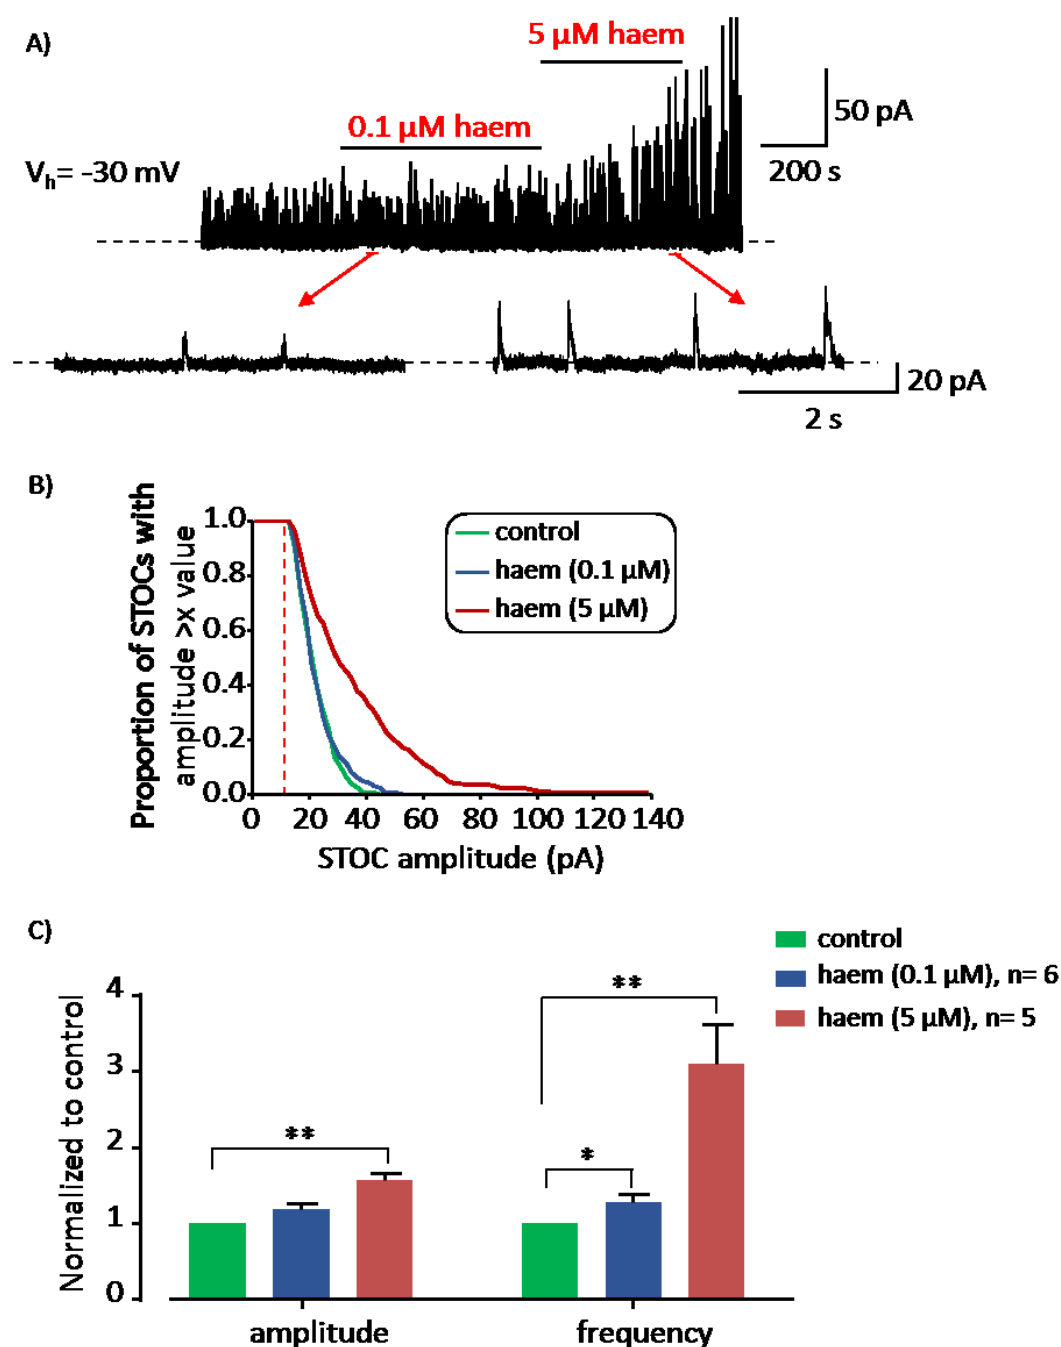 A)
5 µM haem
0.1 µM haem
50 pA
200 s
Vh= -30 mV
20 pA
2 s
B)
Proportion of STOCs with
amplitude >x value
1.0
0.8
0.6
0.4
0.2
0.0
control
haem (0.1 µM)
haem (5 µM)
0 20 40 60 80 100 120 140
STOC amplitude (pA)
C)
control
haem (0.1 µM), n= 6
haem (5 µM), n= 5
Normalized to control
4
3
2
1
0
**
*
**
amplitude frequency